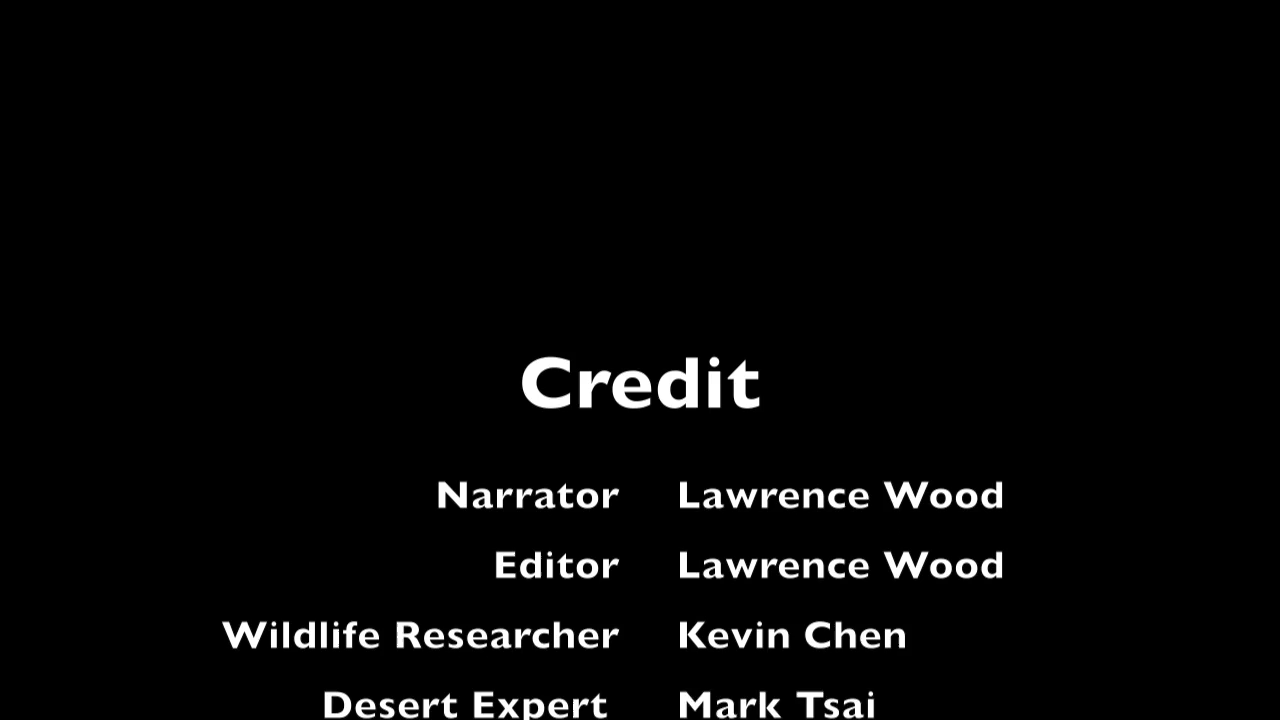 Credit
Narrator Lawrence Wood
Editor Lawrence Wood
Wildlife Researcher Kevin Chen
Desert Expert Mark Tsai